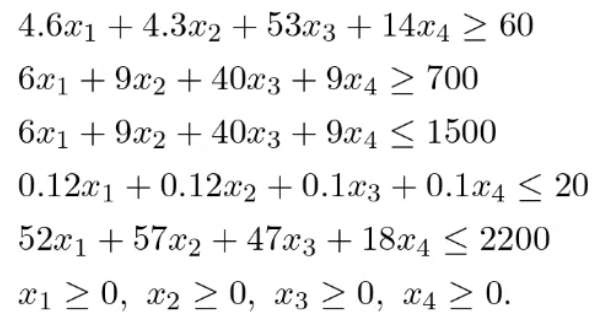 4.6x₁ + 4.3x₂ + 53x₃ + 14x₄ ≥ 60
6x₁ + 9x₂ + 40x₃ + 9x₄ ≥ 700
6x₁ + 9x₂ + 40x₃ + 9x₄ ≤ 1500
0.12x₁ + 0.12x₂ + 0.1x₃ + 0.1x₄ ≤ 20
52x₁ + 57x₂ + 47x₃ + 18x₄ ≤ 2200
x₁ ≥ 0, x₂ ≥ 0, x₃ ≥ 0, x₄ ≥ 0.